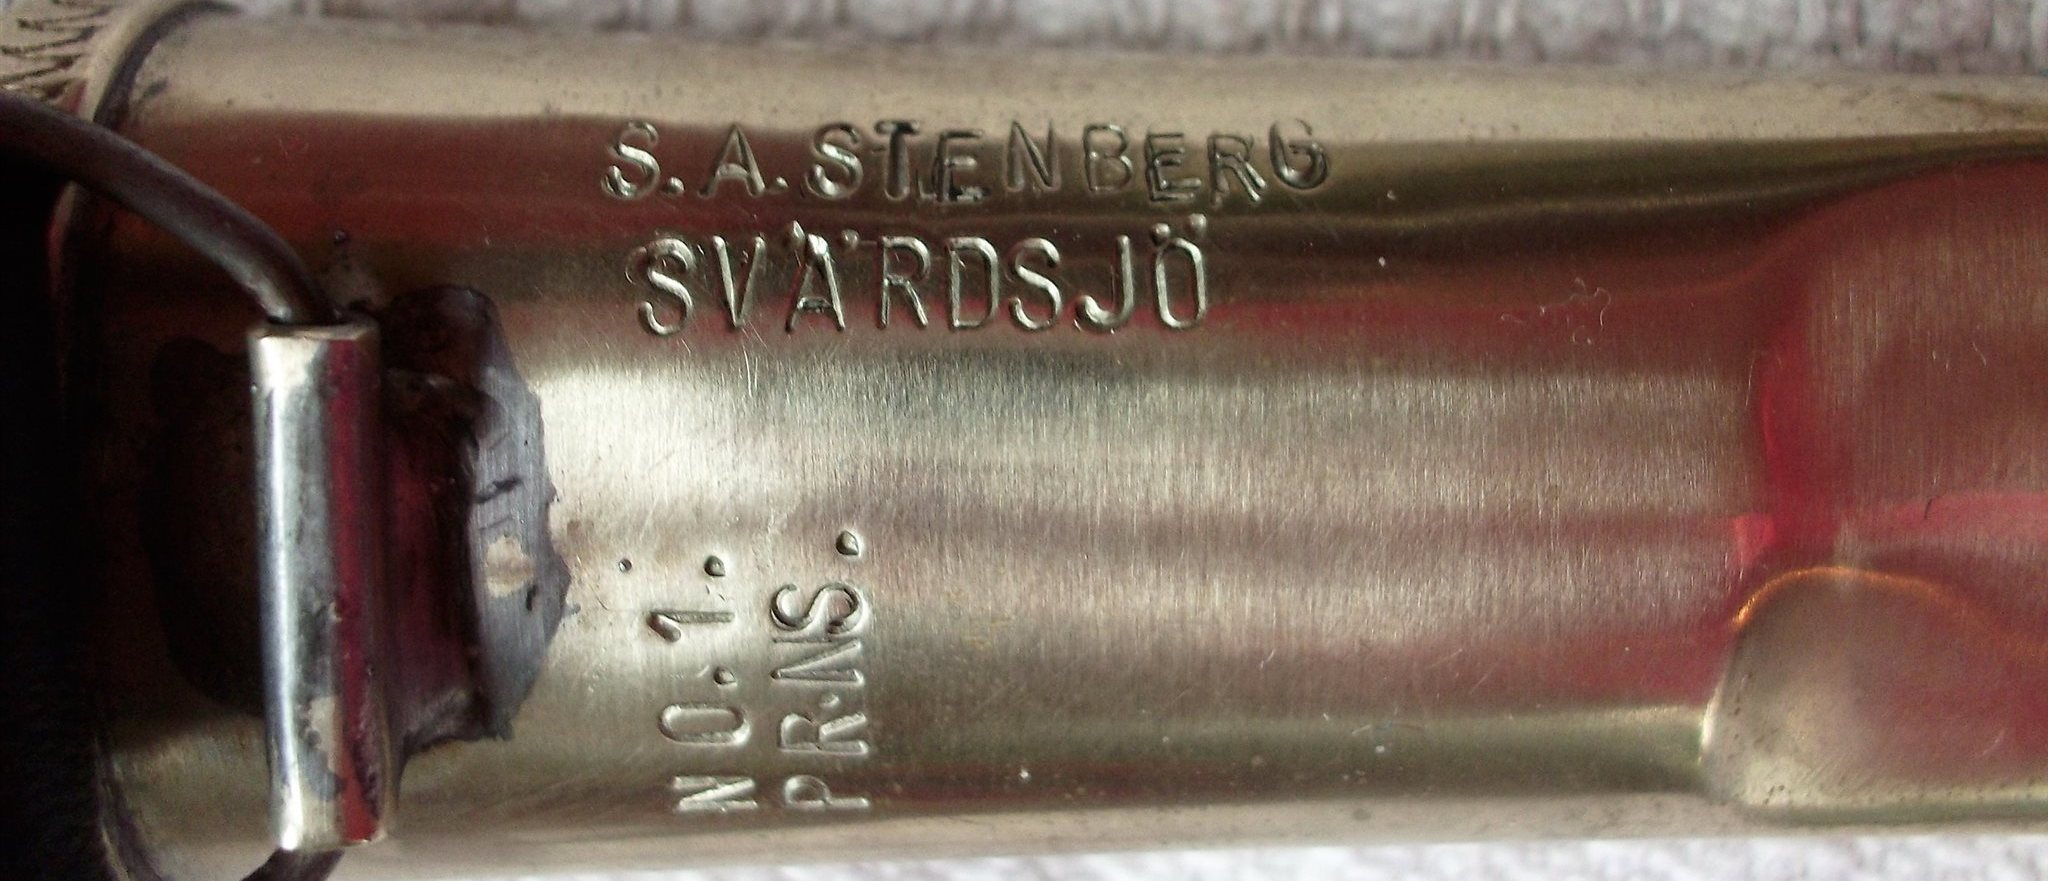 S.A.STENBERG
SVÄRDSJÖ
NO.1.
PR.NS.